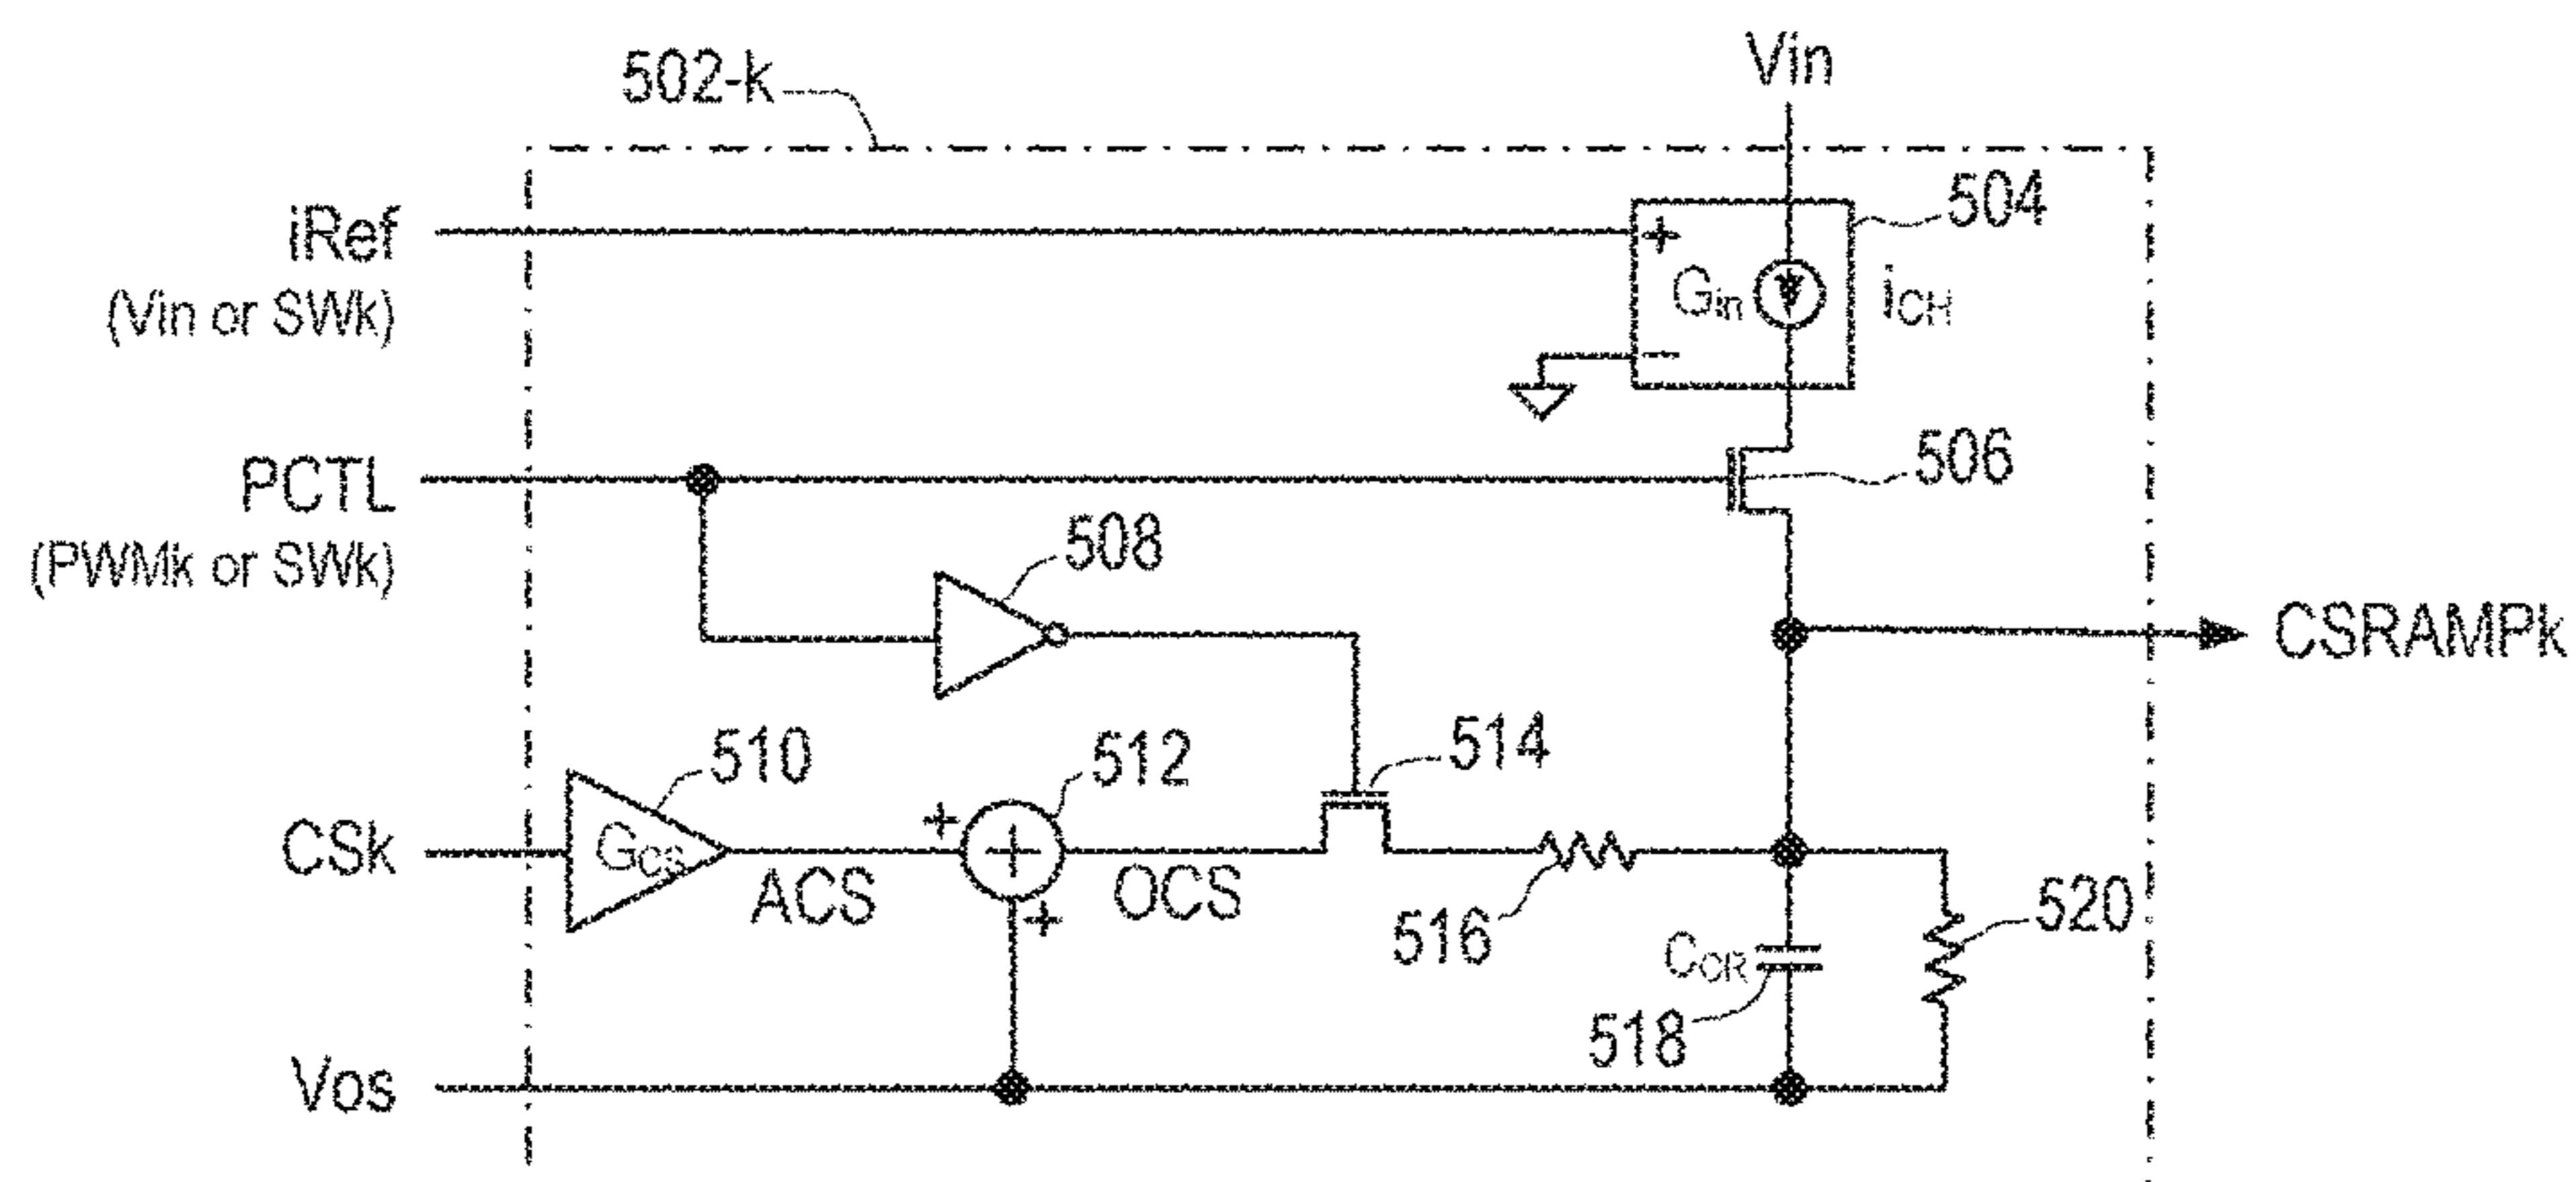 Vin
502-k
504
iRef
(Vin or SWk)
+
Gin
iCH
−
PCTL
(PWMk or SWk)
506
508
CSRAMPk
510
512
514
CSk
GCS
ACS
+
+
+
OCS
516
CCR
518
520
Vos